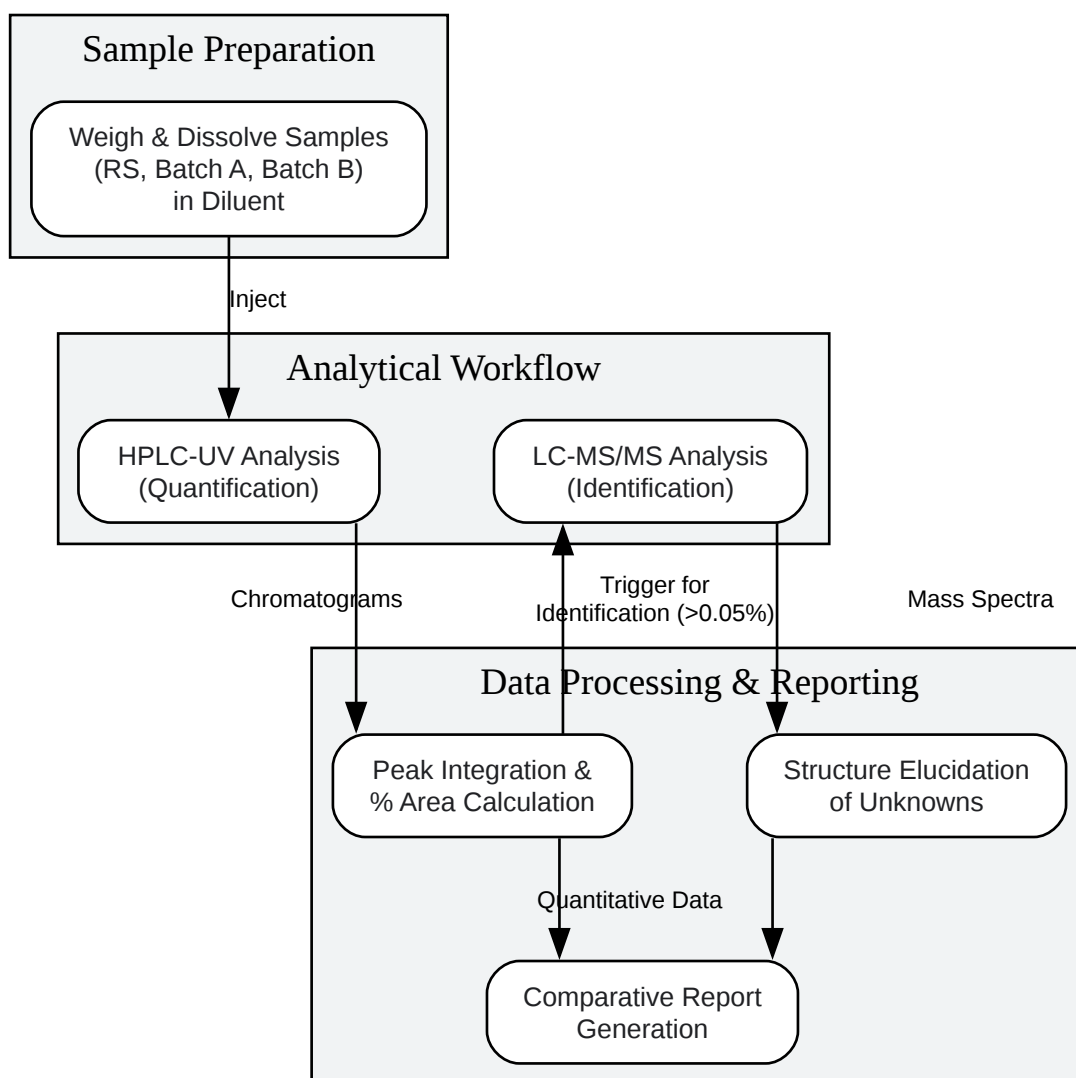 Sample Preparation
Weigh & Dissolve Samples
(RS, Batch A, Batch B)
in Diluent
Inject
Analytical Workflow
HPLC-UV Analysis
(Quantification)
LC-MS/MS Analysis
(Identification)
Chromatograms
Trigger for
Identification (>0.05%)
Mass Spectra
Data Processing & Reporting
Peak Integration &
% Area Calculation
Structure Elucidation
of Unknowns
Quantitative Data
Comparative Report
Generation